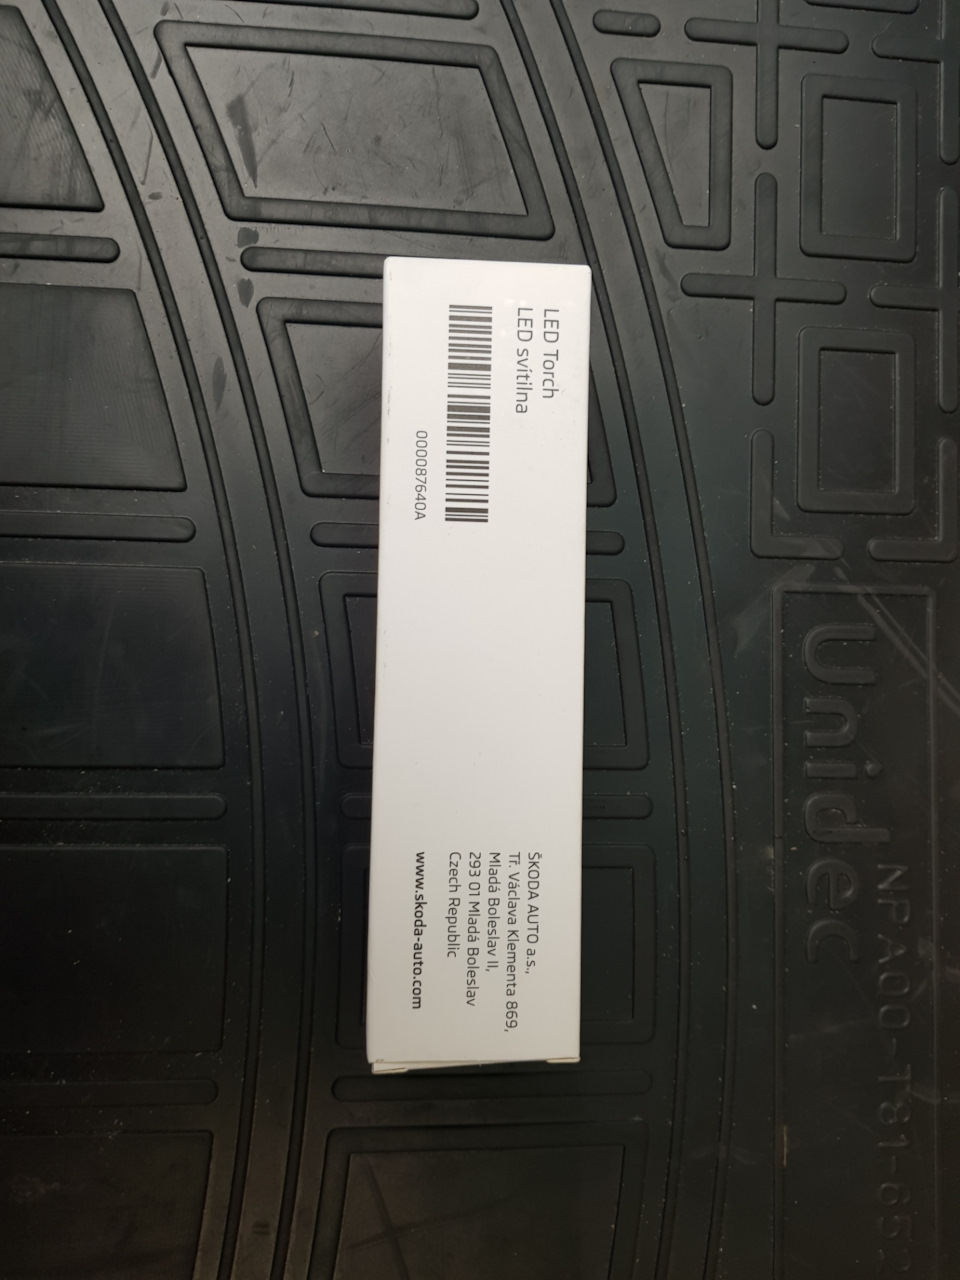 LED Torch
LED svítilna
000087640A
ŠKODA AUTO a.s.,
Tř. Václava Klementa 869,
Mladá Boleslav II,
293 01 Mladá Boleslav
Czech Republic
www.skoda-auto.com
Unidec
NPA00-T81-652